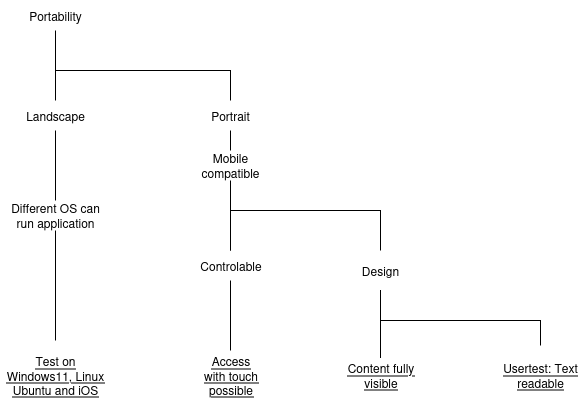 Portability
Landscape
Portrait
Mobile
compatible
Different OS can
run application
Controlable
Design
Test on
Windows11, Linux
Ubuntu and iOS
Access
with touch
possible
Content fully
visible
Usertest: Text
readable